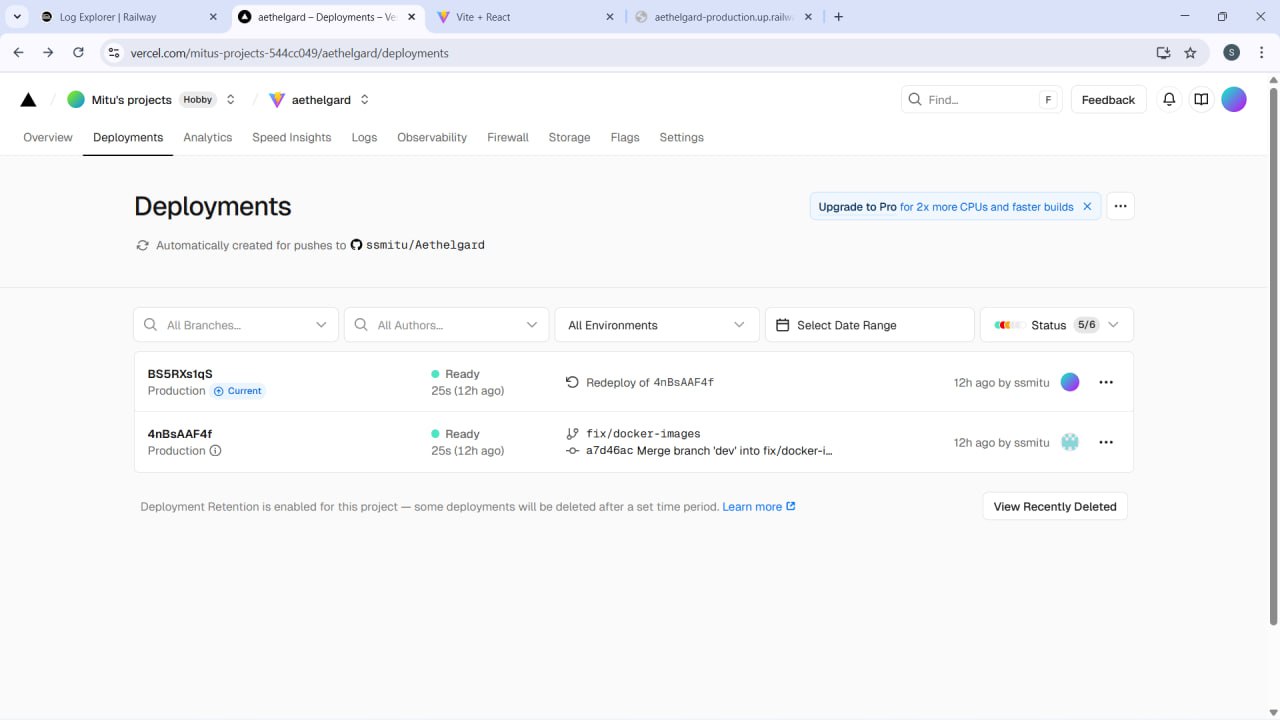 Log Explorer | Railway
aethelgard – Deployments – Ve
Vite + React
aethelgard-production.up.railw
vercel.com/mitus-projects-544cc049/aethelgard/deployments
S
Mitu's projects Hobby
aethelgard
Find...
F
Feedback
Overview Deployments Analytics Speed Insights Logs Observability Firewall Storage Flags Settings
Deployments
Upgrade to Pro for 2x more CPUs and faster builds
Automatically created for pushes to ssmitu/Aethelgard
All Branches...
All Authors...
All Environments
Select Date Range
Status 5/6
BS5RXs1qS
Production Current
Ready
25s (12h ago)
Redeploy of 4nBsAAF4f
12h ago by ssmitu
4nBsAAF4f
Production
Ready
25s (12h ago)
fix/docker-images
a7d46ac Merge branch 'dev' into fix/docker-i...
12h ago by ssmitu
Deployment Retention is enabled for this project — some deployments will be deleted after a set time period. Learn more
View Recently Deleted